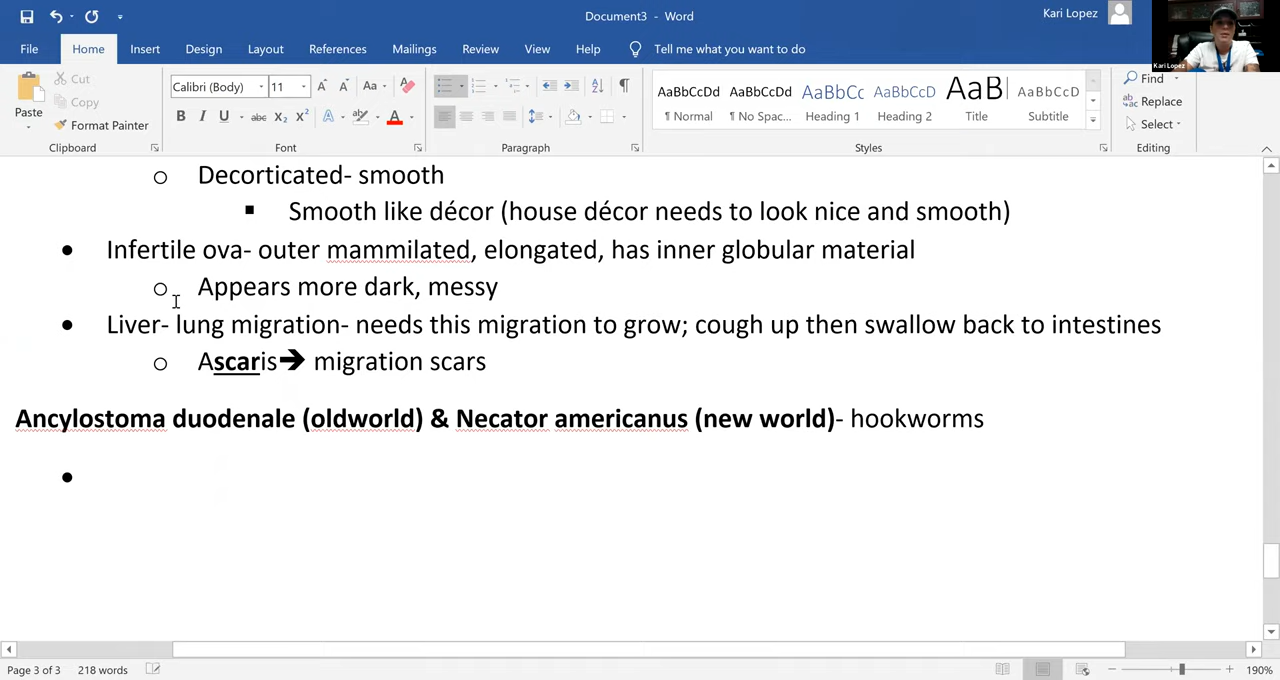 Document3 - Word
Kari Lopez
Kari Lopez
File Home Insert Design Layout References Mailings Review View Help Tell me what you want to do
Paste
Cut
Copy
Format Painter
Clipboard
Calibri (Body) 11
Font
Paragraph
AaBbCcDd AaBbCcDd AaBbCc AaBbCcD AaB AaBbCcD
¶ Normal ¶ No Spac... Heading 1 Heading 2 Title Subtitle
Styles
Find
Replace
Select
Editing
o Decorticated- smooth
▪ Smooth like décor (house décor needs to look nice and smooth)
• Infertile ova- outer mammilated, elongated, has inner globular material
o Appears more dark, messy
• Liver- lung migration- needs this migration to grow; cough up then swallow back to intestines
o Ascaris➔ migration scars
Ancylostoma duodenale (oldworld) & Necator americanus (new world)- hookworms
•
Page 3 of 3 218 words
190%